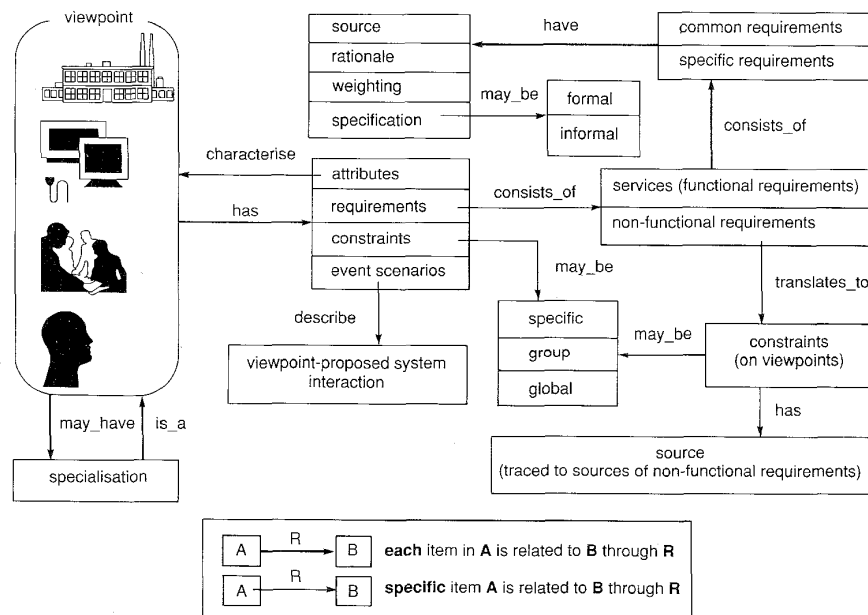 viewpoint
source
rationale
weighting
specification
have
common requirements
specific requirements
may_be
formal
informal
consists_of
characterise
has
attributes
requirements
constraints
event scenarios
consists_of
services (functional requirements)
non-functional requirements
may_be
translates_to
describe
viewpoint-proposed system
interaction
specific
group
global
may_be
constraints
(on viewpoints)
has
source
(traced to sources of non-functional requirements)
may_have
is_a
specialisation
A R B each item in A is related to B through R
A R B specific item A is related to B through R